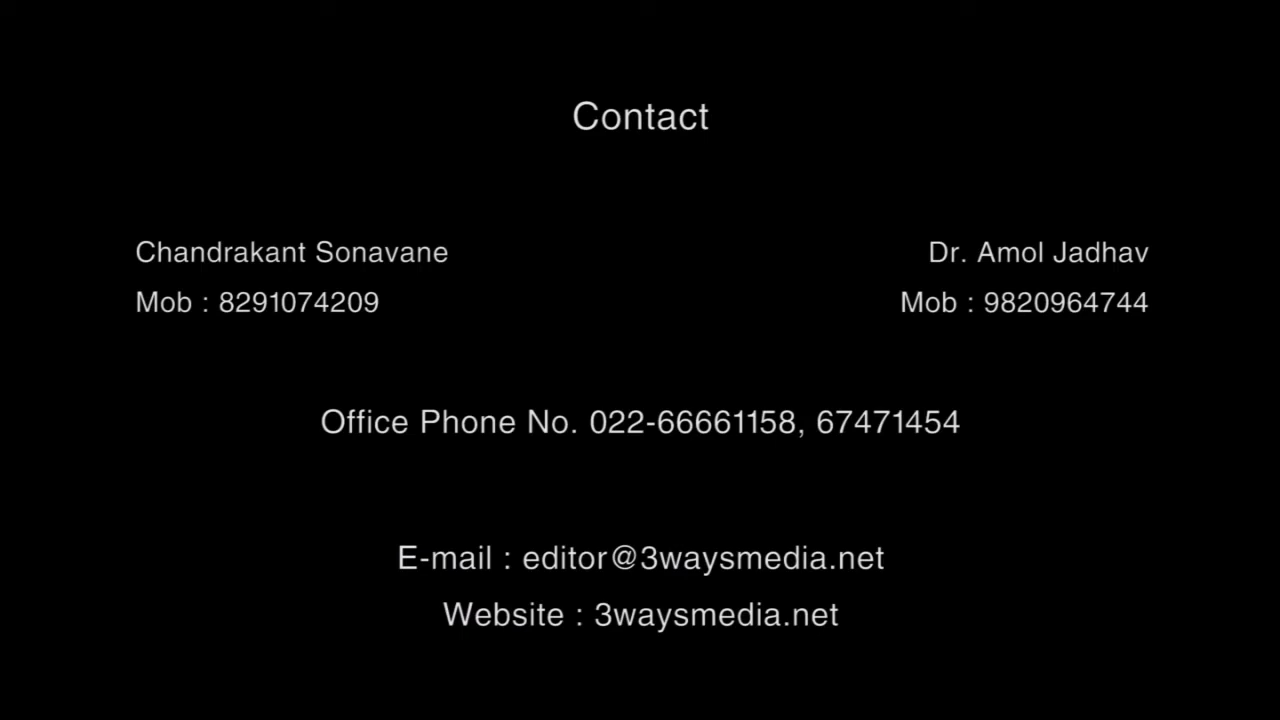 Contact
Chandrakant Sonavane
Mob : 8291074209
Dr. Amol Jadhav
Mob : 9820964744
Office Phone No. 022-66661158, 67471454
E-mail : editor@3waysmedia.net
Website : 3waysmedia.net